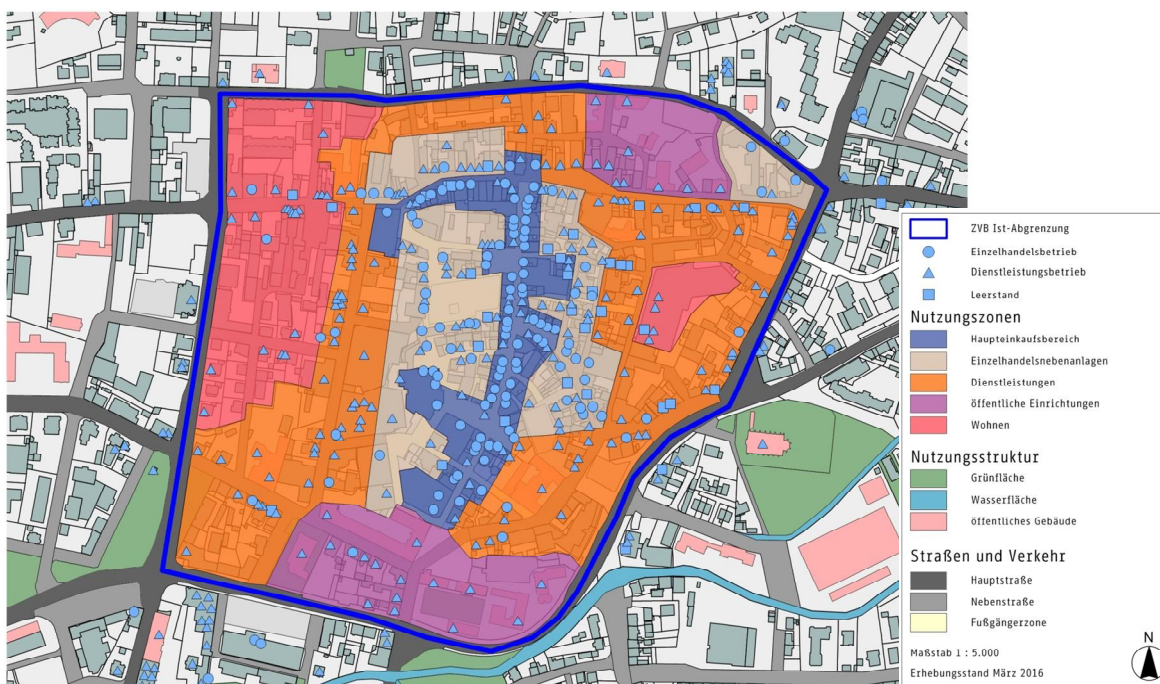 ZVB Ist-Abgrenzung
Einzelhandelsbetrieb
Dienstleistungsbetrieb
Leerstand
Nutzungszonen
Haupteinkaufsbereich
Einzelhandelsnebenanlagen
Dienstleistungen
öffentliche Einrichtungen
Wohnen
Nutzungsstruktur
Grünfläche
Wasserfläche
öffentliches Gebäude
Straßen und Verkehr
Hauptstraße
Nebenstraße
Fußgängerzone
Maßstab 1 : 5.000
Erhebungsstand März 2016
N